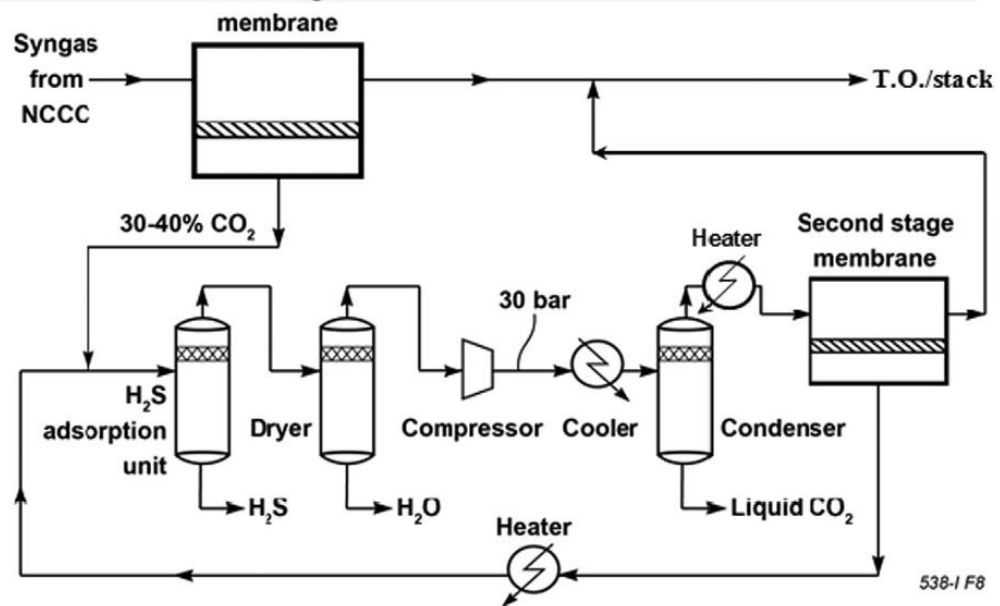 membrane
Syngas
from
NCCC
T.O./stack
30-40% CO₂
Second stage
membrane
Heater
30 bar
H₂S
adsorption
unit
Dryer
Compressor
Cooler
Condenser
H₂S
H₂O
Liquid CO₂
Heater
538-I F8